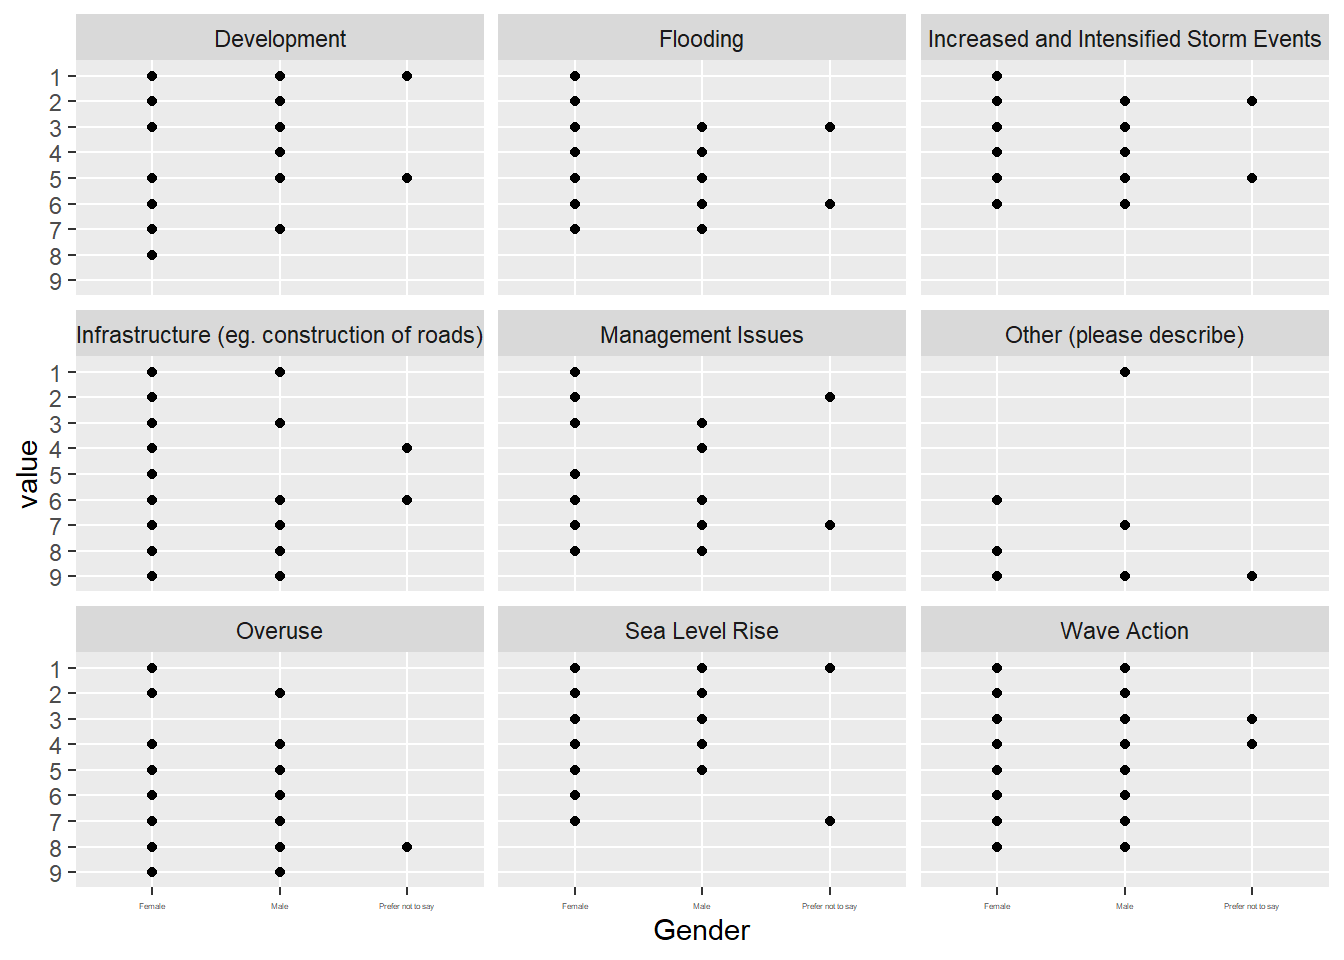 Development
Flooding
Increased and Intensified Storm Events
1
2
3
4
5
6
7
8
9
Infrastructure (eg. construction of roads)
Management Issues
Other (please describe)
1
2
3
4
5
6
7
8
9
value
Overuse
Sea Level Rise
Wave Action
1
2
3
4
5
6
7
8
9
Female
Male
Prefer not to say
Female
Male
Prefer not to say
Female
Male
Prefer not to say
Gender